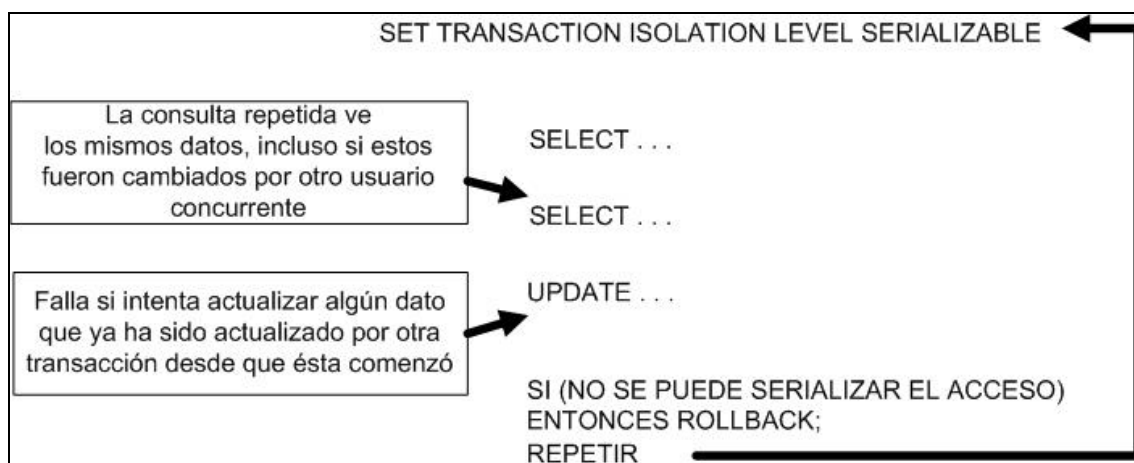 SET TRANSACTION ISOLATION LEVEL SERIALIZABLE
La consulta repetida ve
los mismos datos, incluso si estos
fueron cambiados por otro usuario
concurrente
SELECT . . .
SELECT . . .
Falla si intenta actualizar algún dato
que ya ha sido actualizado por otra
transacción desde que ésta comenzó
UPDATE . . .
SI (NO SE PUEDE SERIALIZAR EL ACCESO)
ENTONCES ROLLBACK;
REPETIR